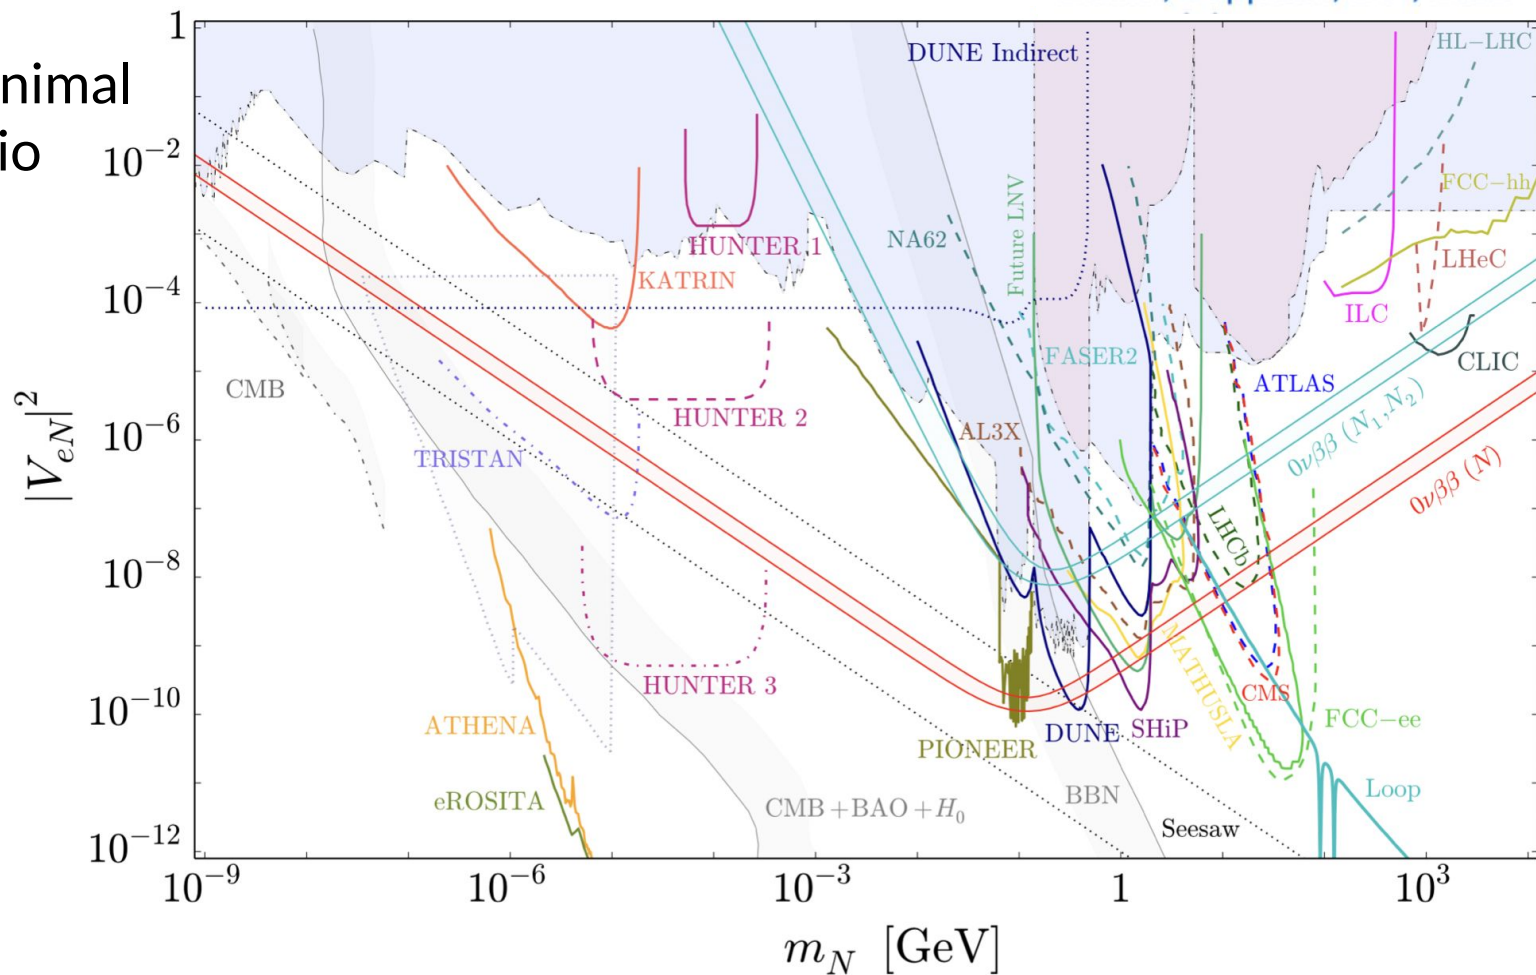 nimal
io
1
10⁻²
10⁻⁴
10⁻⁶
10⁻⁸
10⁻¹⁰
10⁻¹²
|V_{eN}|²
DUNE Indirect
HL−LHC
NA62
Future LNV
FCC−hh
HUNTER 1
KATRIN
LHeC
ILC
FASER2
CLIC
ATLAS
CMB
HUNTER 2
AL3X
0νββ (N₁,N₂)
TRISTAN
0νββ (N)
LHCb
HUNTER 3
MATHUSLA
CMS
ATHENA
PIONEER
DUNE
SHiP
FCC−ee
eROSITA
CMB+BAO+H₀
BBN
Loop
Seesaw
10⁻⁹
10⁻⁶
10⁻³
1
10³
m_N [GeV]